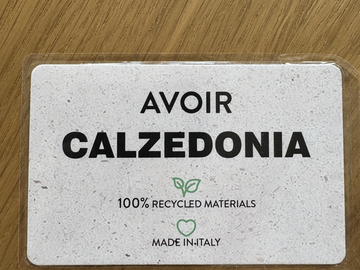 AVOIR
CALZEDONIA
100% RECYCLED MATERIALS
MADE IN ITALY